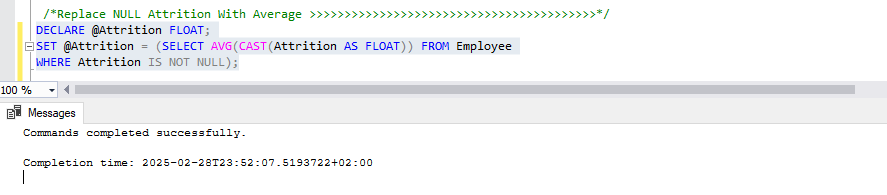 /*Replace NULL Attrition With Average >>>>>>>>>>>>>>>>>>>>>>>>>>>>>>>>>>>>>>>>>*/
DECLARE @Attrition FLOAT;
SET @Attrition = (SELECT AVG(CAST(Attrition AS FLOAT)) FROM Employee
WHERE Attrition IS NOT NULL);
100 %
Messages
Commands completed successfully.
Completion time: 2025-02-28T23:52:07.5193722+02:00